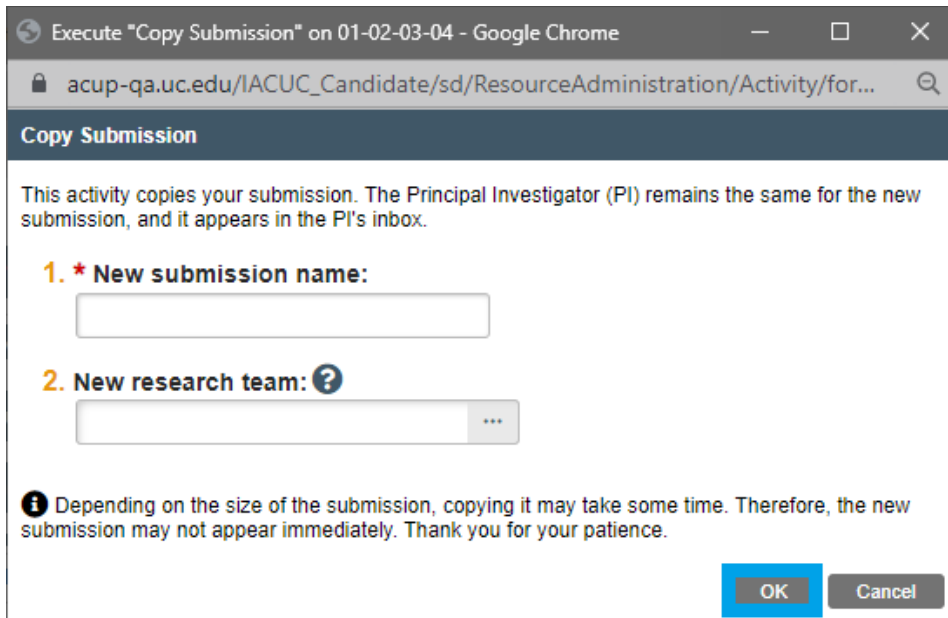 Execute "Copy Submission" on 01-02-03-04 - Google Chrome
acup-qa.uc.edu/IACUC_Candidate/sd/ResourceAdministration/Activity/for...
Copy Submission
This activity copies your submission. The Principal Investigator (PI) remains the same for the new
submission, and it appears in the PI's inbox.
1. * New submission name:
2. New research team: ?
...
Depending on the size of the submission, copying it may take some time. Therefore, the new
submission may not appear immediately. Thank you for your patience.
OK Cancel